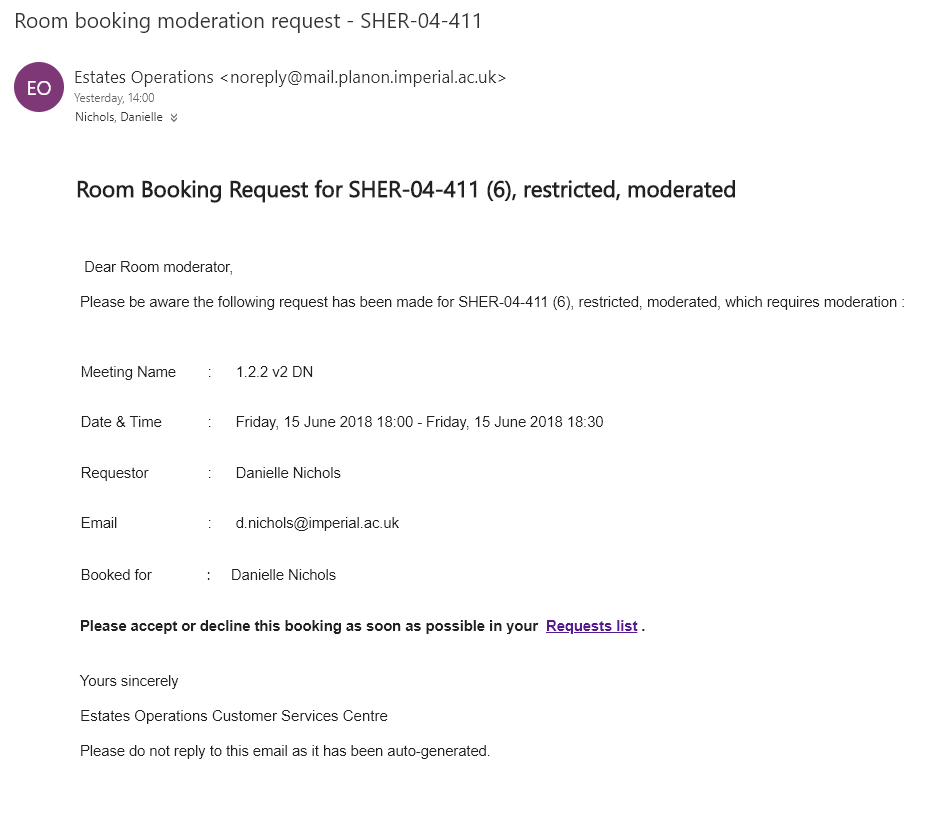 Room booking moderation request - SHER-04-411
EO
Estates Operations <noreply@mail.planon.imperial.ac.uk>
Yesterday, 14:00
Nichols, Danielle
Room Booking Request for SHER-04-411 (6), restricted, moderated
Dear Room moderator,
Please be aware the following request has been made for SHER-04-411 (6), restricted, moderated, which requires moderation :
Meeting Name : 1.2.2 v2 DN
Date & Time : Friday, 15 June 2018 18:00 - Friday, 15 June 2018 18:30
Requestor : Danielle Nichols
Email : d.nichols@imperial.ac.uk
Booked for : Danielle Nichols
Please accept or decline this booking as soon as possible in your Requests list .
Yours sincerely
Estates Operations Customer Services Centre
Please do not reply to this email as it has been auto-generated.